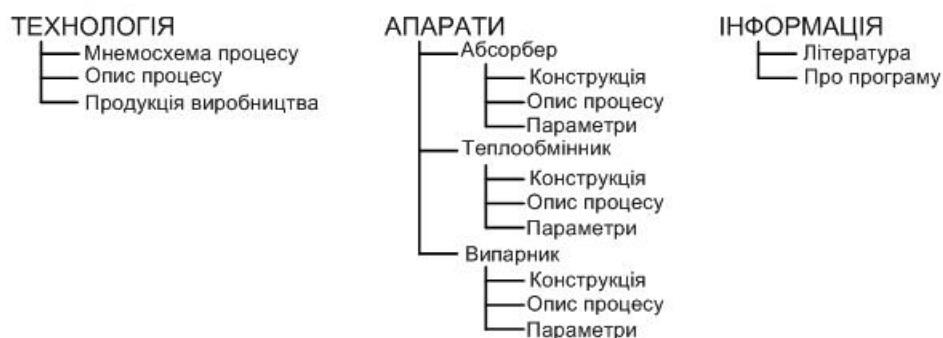 ТЕХНОЛОГІЯ
Мнемосхема процесу
Опис процесу
Продукція виробництва
АПАРАТИ
Абсорбер
Конструкція
Опис процесу
Параметри
Теплообмінник
Конструкція
Опис процесу
Параметри
Випарник
Конструкція
Опис процесу
Параметри
ІНФОРМАЦІЯ
Література
Про програму